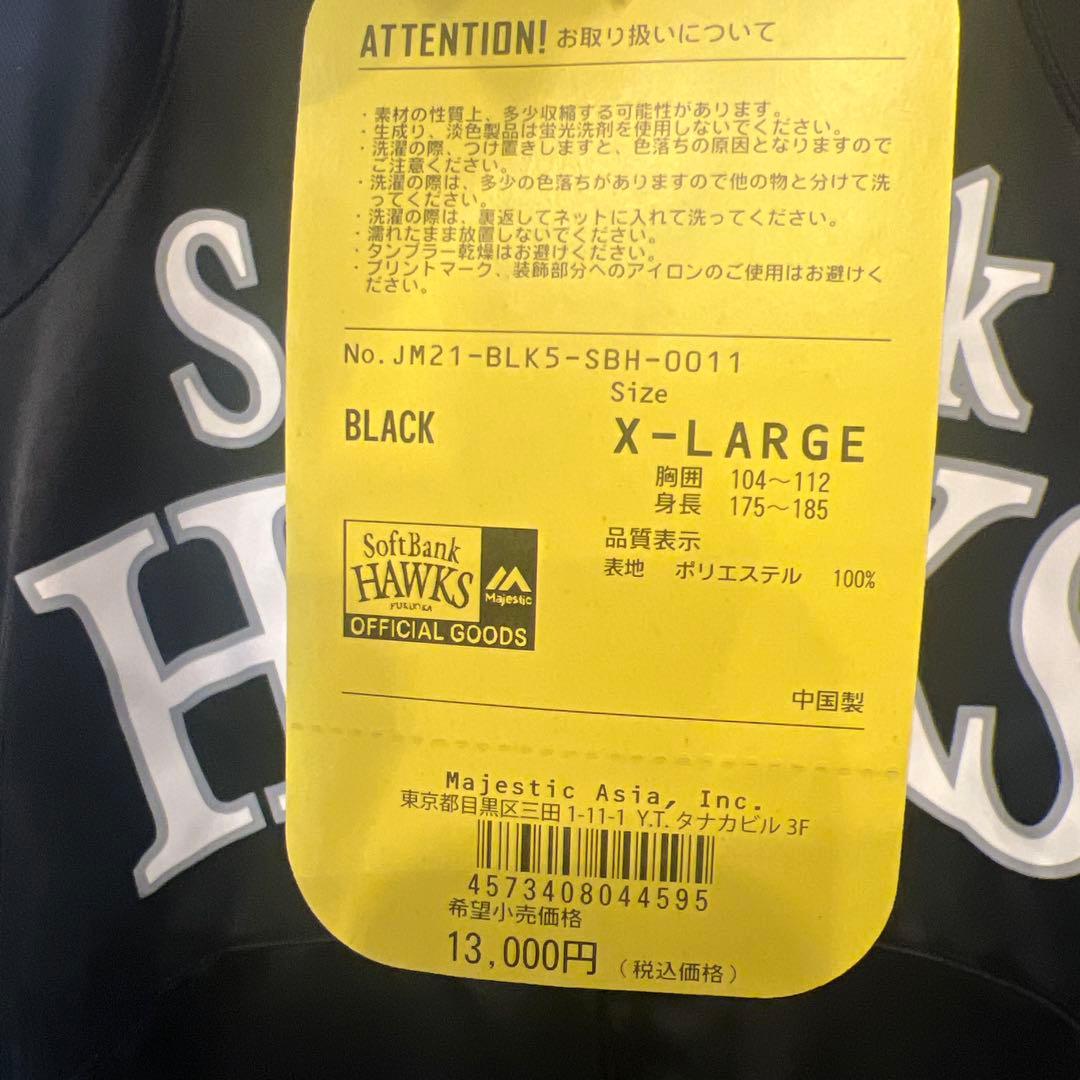 ATTENTION! お取り扱いについて
・素材の性質上、多少収縮する可能性があります。
・生成り、淡色製品は蛍光洗剤を使用しないでください。
・洗濯の際、つけ置きしますと、色落ちの原因となりますので
ご注意ください。
・洗濯の際は、多少の色落ちがありますので他の物と分けて洗
ってください。
・洗濯の際は、裏返してネットに入れて洗ってください。
・濡れたまま放置しないでください。
・タンブラー乾燥はお避けください。
・プリントマーク、装飾部分へのアイロンのご使用はお避けく
ださい。
No. JM21-BLK5-SBH-0011
Size
BLACK X-LARGE
胸囲 104～112
身長 175～185
品質表示
表地 ポリエステル 100%
SoftBank
HAWKS
FUKUOKA
Majestic
OFFICIAL GOODS
中国製
Majestic Asia, Inc.
東京都目黒区三田 1-11-1 Y.T. タナカビル 3F
4573408044595
希望小売価格
13,000円 （税込価格）
S k
H KS